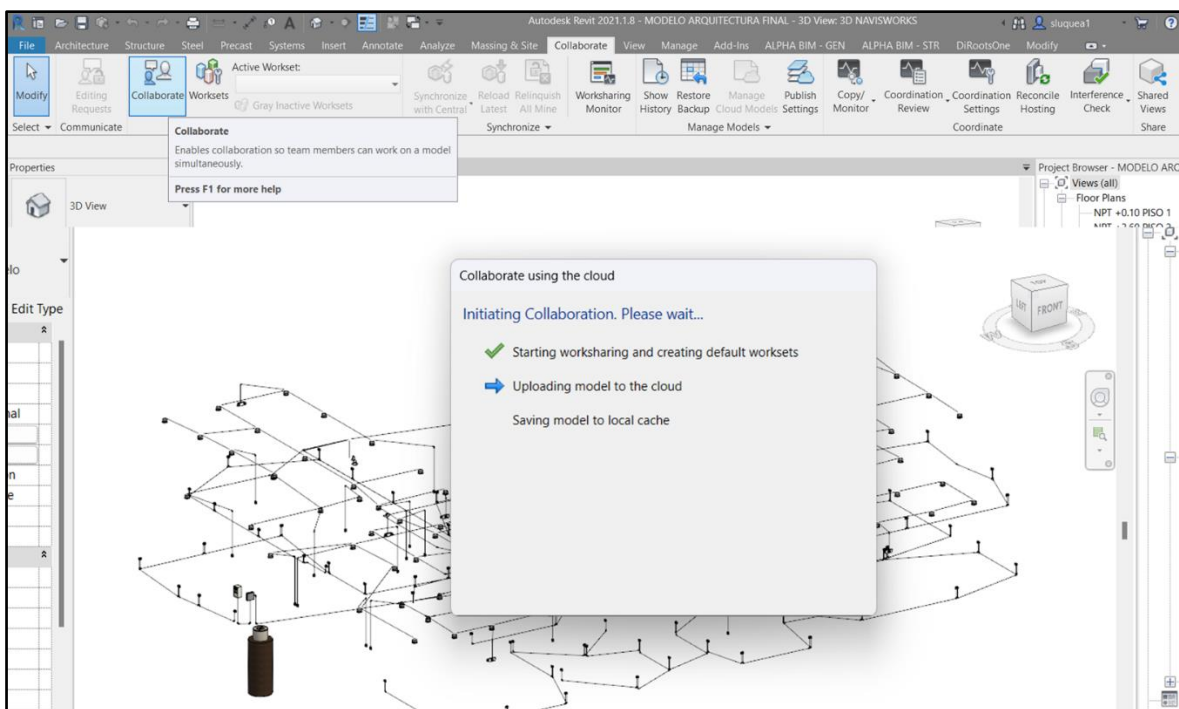 Autodesk Revit 2021.1.8 - MODELO ARQUITECTURA FINAL - 3D View: 3D NAVISWORKS
sluquea1
File Architecture Structure Steel Precast Systems Insert Annotate Analyze Massing & Site Collaborate View Manage Add-Ins ALPHA BIM - GEN ALPHA BIM - STR DiRootsOne Modify
Active Workset:
Gray Inactive Worksets
Modify
Editing Requests
Collaborate
Worksets
Synchronize with Central
Reload Latest
Relinquish All Mine
Worksharing Monitor
Show History
Restore Backup
Manage Cloud Models
Publish Settings
Copy/ Monitor
Coordination Review
Coordination Settings
Reconcile Hosting
Interference Check
Shared Views
Select Communicate Synchronize Manage Models Coordinate Share
Collaborate
Enables collaboration so team members can work on a model
simultaneously.
Press F1 for more help
Properties
3D View
Project Browser - MODELO ARQ
Views (all)
Floor Plans
NPT +0.10 PISO 1
elo
Edit Type
Collaborate using the cloud
Initiating Collaboration. Please wait...
Starting worksharing and creating default worksets
Uploading model to the cloud
Saving model to local cache
TOP
FRONT